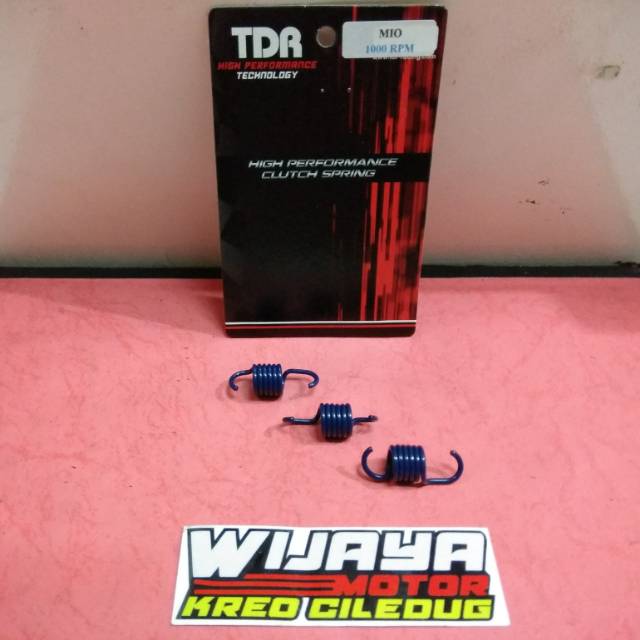 TDR
HIGH PERFORMANCE
TECHNOLOGY
MIO
1000 RPM
HIGH PERFORMANCE
CLUTCH SPRING
WIJAYA
MOTOR
KREO CILEDUG